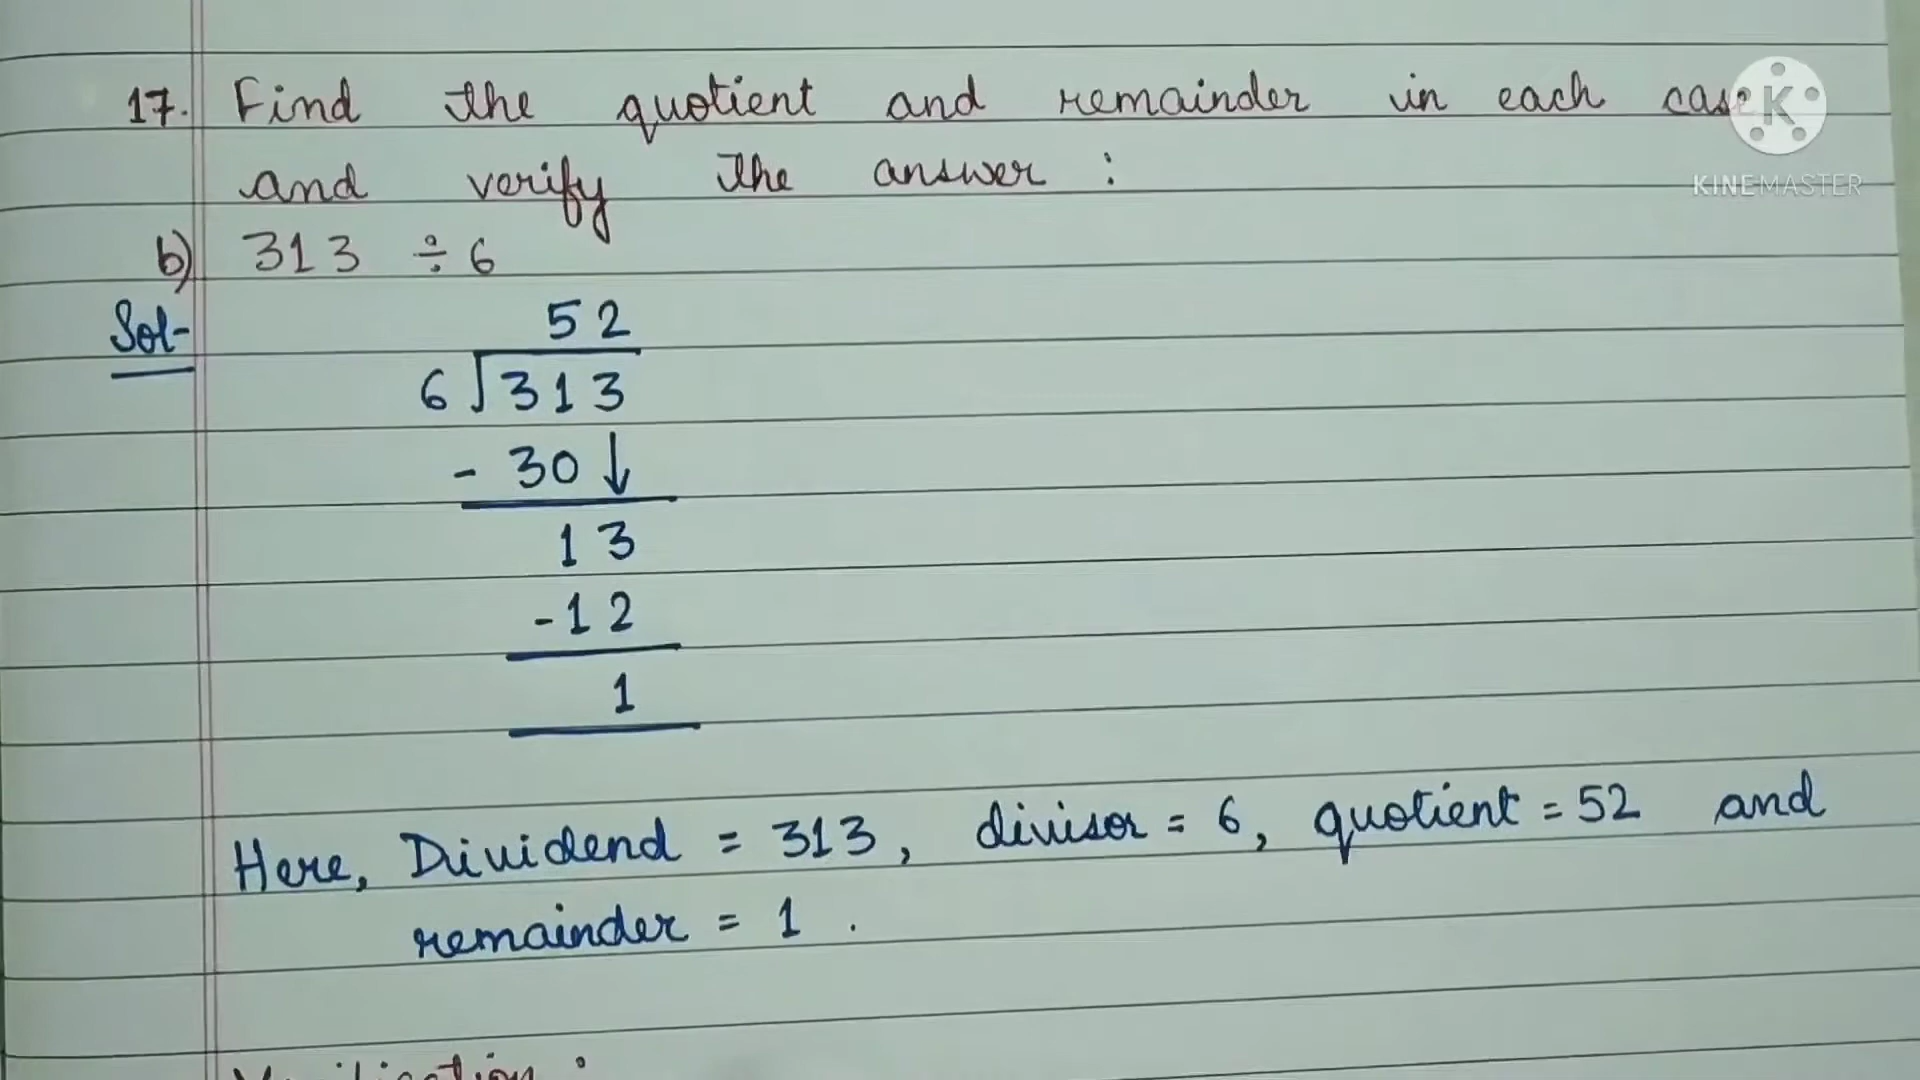 17. Find the quotient and remainder in each case
and verify the answer :
b) 313 ÷ 6
Sol-
52
6 313
- 30 ↓
13
-12
1
Here, Dividend = 313, divisor = 6, quotient = 52 and
remainder = 1 .
Verification :
K
KINEMASTER